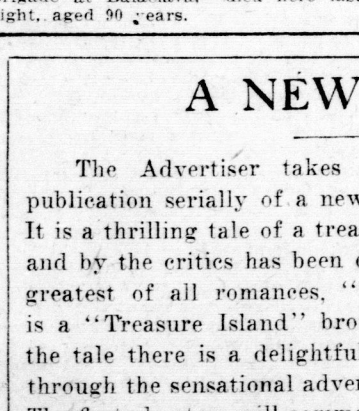 ight, aged 90 years.
A NEW
The Advertiser takes
publication serially of a new
It is a thrilling tale of a trea
and by the critics has been
greatest of all romances, "
is a "Treasure Island" bro
the tale there is a delightfu
through the sensational adve